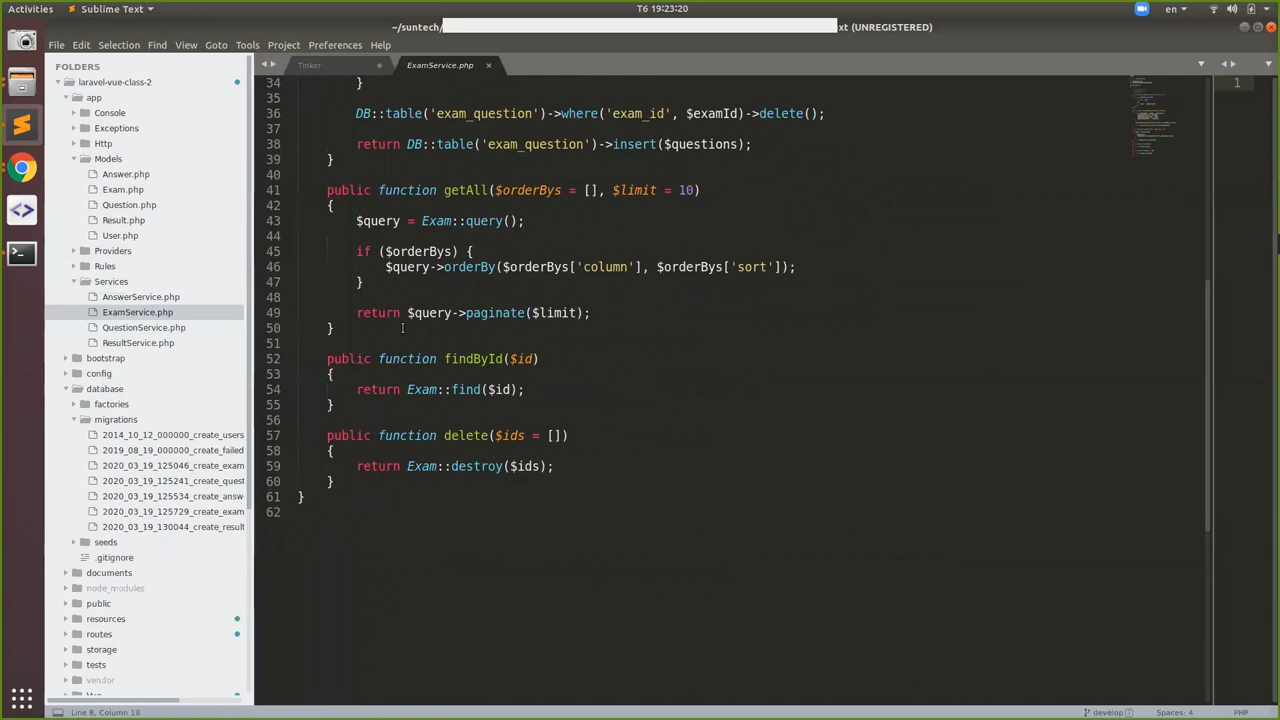 Activities Sublime Text ▾ T6 19:23:20 en ▾
~/suntech/ ext (UNREGISTERED)
File Edit Selection Find View Goto Tools Project Preferences Help
FOLDERS
laravel-vue-class-2
app
Console
Exceptions
Http
Models
Answer.php
Exam.php
Question.php
Result.php
User.php
Providers
Rules
Services
AnswerService.php
ExamService.php
QuestionService.php
ResultService.php
bootstrap
config
database
factories
migrations
2014_10_12_000000_create_users
2019_08_19_000000_create_failed
2020_03_19_125046_create_exam
2020_03_19_125241_create_quest
2020_03_19_125534_create_answ
2020_03_19_125729_create_exam
2020_03_19_130044_create_result
seeds
.gitignore
documents
node_modules
public
resources
routes
storage
tests
vendor
Tinker ExamService.php ×
34 }
35
36 DB::table('exam_question')->where('exam_id', $examId)->delete();
37
38 return DB::table('exam_question')->insert($questions);
39 }
40
41 public function getAll($orderBys = [], $limit = 10)
42 {
43 $query = Exam::query();
44
45 if ($orderBys) {
46 $query->orderBy($orderBys['column'], $orderBys['sort']);
47 }
48
49 return $query->paginate($limit);
50 }
51
52 public function findById($id)
53 {
54 return Exam::find($id);
55 }
56
57 public function delete($ids = [])
58 {
59 return Exam::destroy($ids);
60 }
61 }
62
1
Line 8, Column 18 develop Spaces: 4 PHP